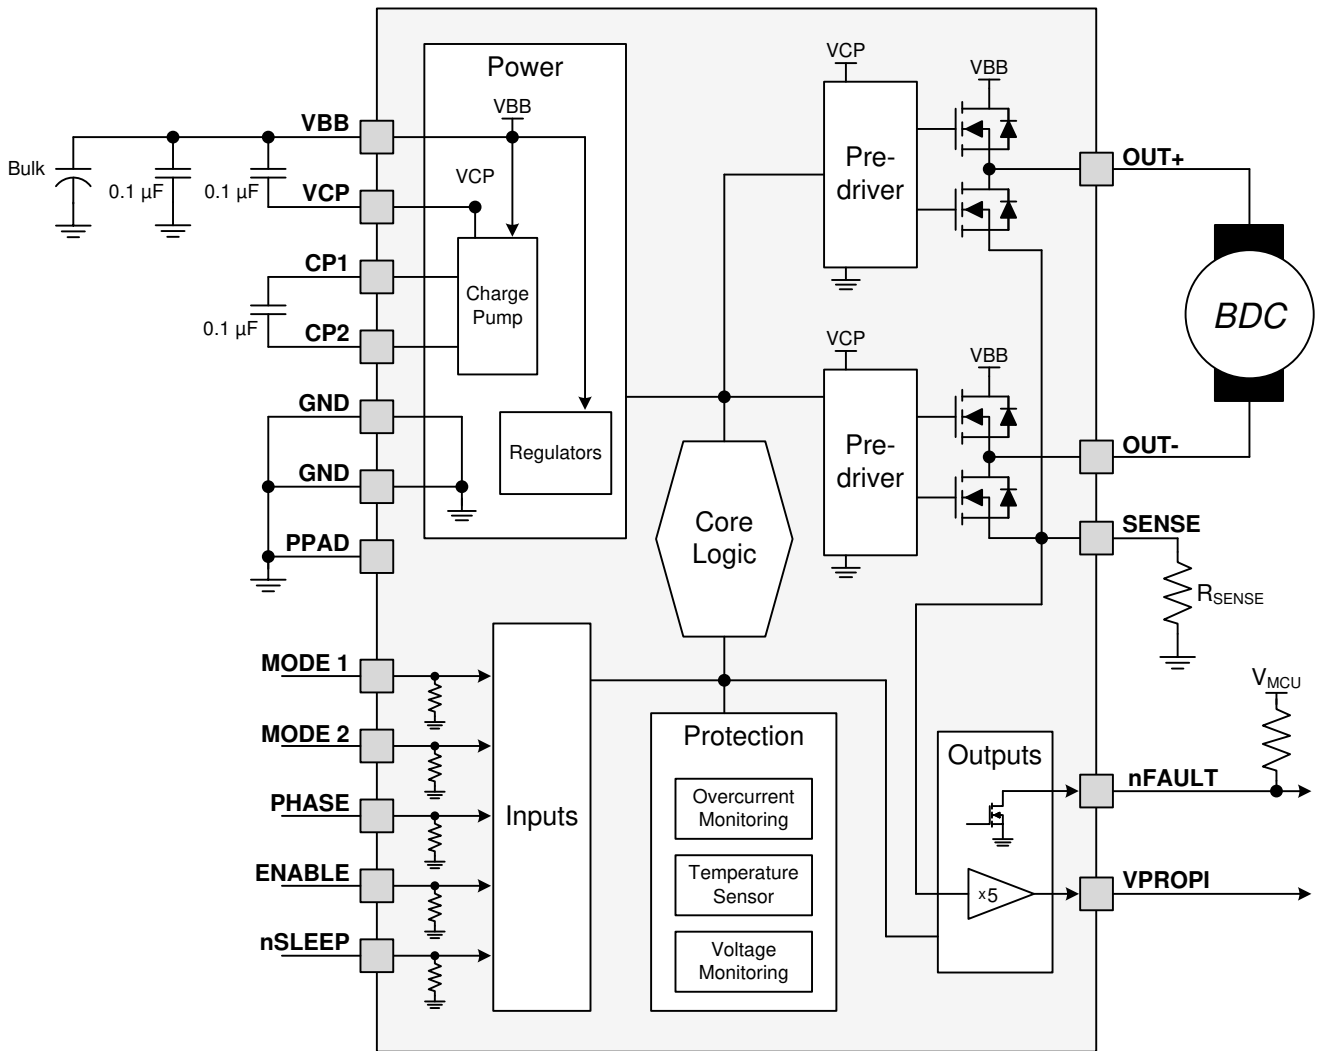 Power
VBB
VBB
Bulk
0.1 µF
0.1 µF
VCP
VCP
CP1
0.1 µF
CP2
Charge
Pump
GND
GND
PPAD
Regulators
VCP
Pre-
driver
VBB
OUT+
BDC
VCP
Pre-
driver
VBB
OUT-
SENSE
RSENSE
Core
Logic
MODE 1
MODE 2
PHASE
ENABLE
nSLEEP
Inputs
Protection
Overcurrent
Monitoring
Temperature
Sensor
Voltage
Monitoring
Outputs
x5
VMCU
nFAULT
VPROPI